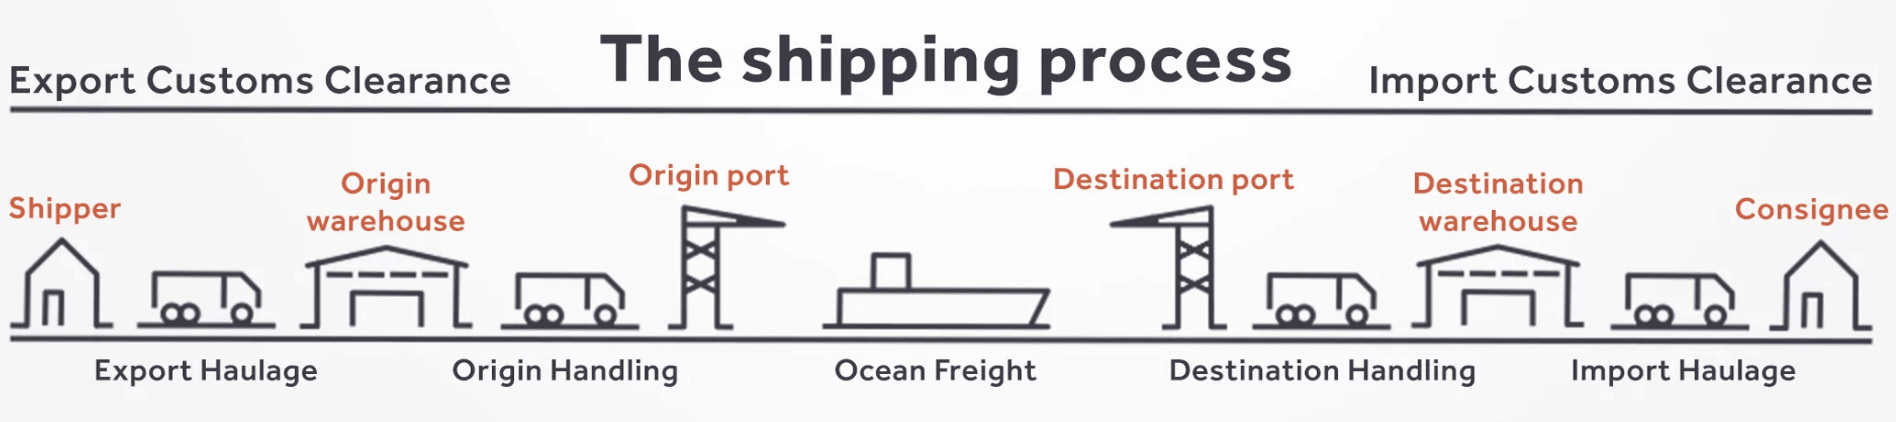 The shipping process
Export Customs Clearance
Import Customs Clearance
Shipper
Origin
warehouse
Origin port
Destination port
Destination
warehouse
Consignee
Export Haulage
Origin Handling
Ocean Freight
Destination Handling
Import Haulage